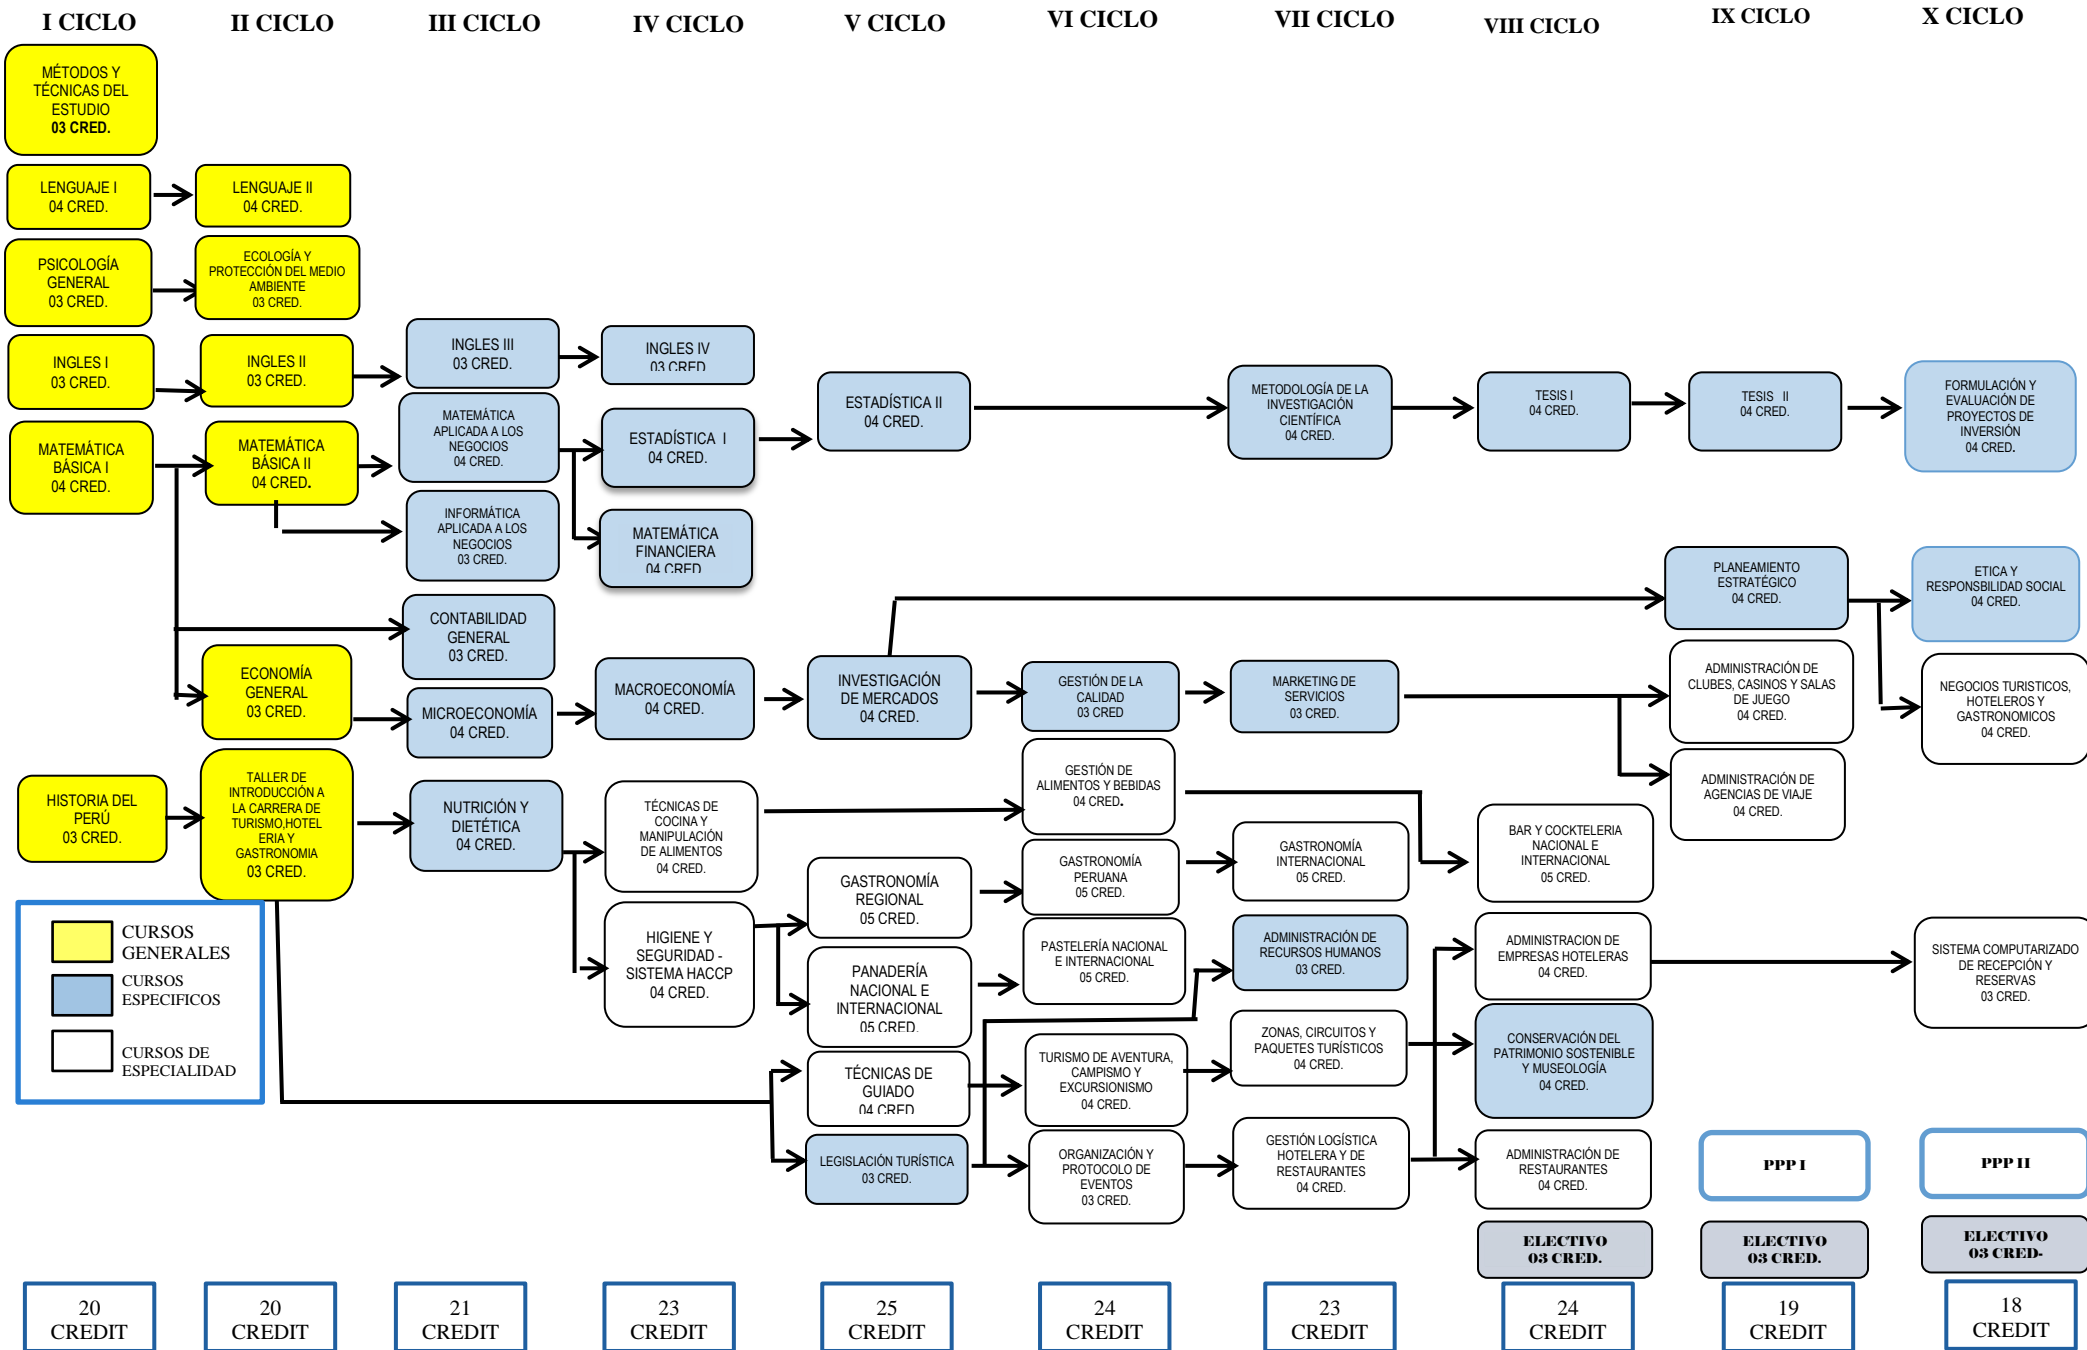 I CICLO
II CICLO
III CICLO
IV CICLO
V CICLO
VI CICLO
VII CICLO
VIII CICLO
IX CICLO
X CICLO
MÉTODOS Y
TÉCNICAS DEL
ESTUDIO
03 CRED.
LENGUAJE I
04 CRED.
PSICOLOGÍA
GENERAL
03 CRED.
INGLES I
03 CRED.
MATEMÁTICA
BÁSICA I
04 CRED.
HISTORIA DEL
PERÚ
03 CRED.
LENGUAJE II
04 CRED.
ECOLOGÍA Y
PROTECCIÓN DEL MEDIO
AMBIENTE
03 CRED.
INGLES II
03 CRED.
MATEMÁTICA
BÁSICA II
04 CRED.
ECONOMÍA
GENERAL
03 CRED.
TALLER DE
INTRODUCCIÓN A
LA CARRERA DE
TURISMO,HOTEL
ERIA Y
GASTRONOMIA
03 CRED.
INGLES III
03 CRED.
MATEMÁTICA
APLICADA A LOS
NEGOCIOS
04 CRED.
INFORMÁTICA
APLICADA A LOS
NEGOCIOS
03 CRED.
CONTABILIDAD
GENERAL
03 CRED.
MICROECONOMÍA
04 CRED.
NUTRICIÓN Y
DIETÉTICA
04 CRED.
INGLES IV
03 CRED
ESTADÍSTICA I
04 CRED.
MATEMÁTICA
FINANCIERA
04 CRED
MACROECONOMÍA
04 CRED.
TÉCNICAS DE
COCINA Y
MANIPULACIÓN
DE ALIMENTOS
04 CRED.
HIGIENE Y
SEGURIDAD -
SISTEMA HACCP
04 CRED.
ESTADÍSTICA II
04 CRED.
INVESTIGACIÓN
DE MERCADOS
04 CRED.
GASTRONOMÍA
REGIONAL
05 CRED.
PANADERÍA
NACIONAL E
INTERNACIONAL
05 CRED.
TÉCNICAS DE
GUIADO
04 CRED
LEGISLACIÓN TURÍSTICA
03 CRED.
GESTIÓN DE LA
CALIDAD
03 CRED
GESTIÓN DE
ALIMENTOS Y BEBIDAS
04 CRED.
GASTRONOMÍA
PERUANA
05 CRED.
PASTELERÍA NACIONAL
E INTERNACIONAL
05 CRED.
TURISMO DE AVENTURA,
CAMPISMO Y
EXCURSIONISMO
04 CRED.
ORGANIZACIÓN Y
PROTOCOLO DE
EVENTOS
03 CRED.
METODOLOGÍA DE LA
INVESTIGACIÓN
CIENTÍFICA
04 CRED.
MARKETING DE
SERVICIOS
03 CRED.
GASTRONOMÍA
INTERNACIONAL
05 CRED.
ADMINISTRACIÓN DE
RECURSOS HUMANOS
03 CRED.
ZONAS, CIRCUITOS Y
PAQUETES TURÍSTICOS
04 CRED.
GESTIÓN LOGÍSTICA
HOTELERA Y DE
RESTAURANTES
04 CRED.
TESIS I
04 CRED.
BAR Y COCKTELERIA
NACIONAL E
INTERNACIONAL
05 CRED.
ADMINISTRACION DE
EMPRESAS HOTELERAS
04 CRED.
CONSERVACIÓN DEL
PATRIMONIO SOSTENIBLE
Y MUSEOLOGÍA
04 CRED.
ADMINISTRACIÓN DE
RESTAURANTES
04 CRED.
ELECTIVO
03 CRED.
TESIS II
04 CRED.
PLANEAMIENTO
ESTRATÉGICO
04 CRED.
ADMINISTRACIÓN DE
CLUBES, CASINOS Y SALAS
DE JUEGO
04 CRED.
ADMINISTRACIÓN DE
AGENCIAS DE VIAJE
04 CRED.
PPP I
ELECTIVO
03 CRED.
FORMULACIÓN Y
EVALUACIÓN DE
PROYECTOS DE
INVERSIÓN
04 CRED.
ETICA Y
RESPONSBILIDAD SOCIAL
04 CRED.
NEGOCIOS TURISTICOS,
HOTELEROS Y
GASTRONOMICOS
04 CRED.
SISTEMA COMPUTARIZADO
DE RECEPCIÓN Y
RESERVAS
03 CRED.
PPP II
ELECTIVO
03 CRED-
CURSOS
GENERALES
CURSOS
ESPECIFICOS
CURSOS DE
ESPECIALIDAD
20
CREDIT
20
CREDIT
21
CREDIT
23
CREDIT
25
CREDIT
24
CREDIT
23
CREDIT
24
CREDIT
19
CREDIT
18
CREDIT